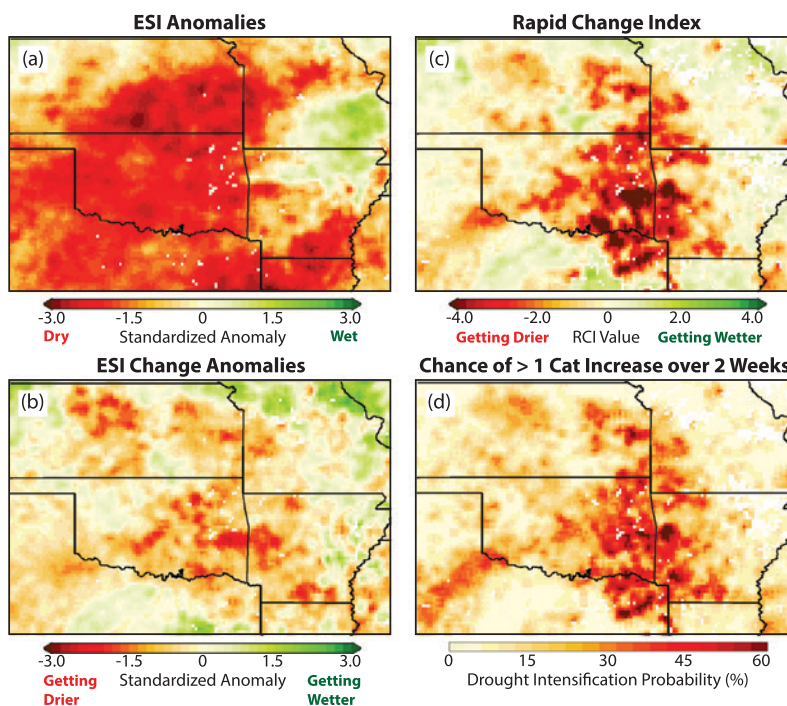 ESI Anomalies
(a)
-3.0 -1.5 0 1.5 3.0
Dry Standardized Anomaly Wet
Rapid Change Index
(c)
-4.0 -2.0 0 2.0 4.0
Getting Drier RCI Value Getting Wetter
ESI Change Anomalies
(b)
-3.0 -1.5 0 1.5 3.0
Getting Drier Standardized Anomaly Getting Wetter
Chance of > 1 Cat Increase over 2 Weeks
(d)
0 15 30 45 60
Drought Intensification Probability (%)